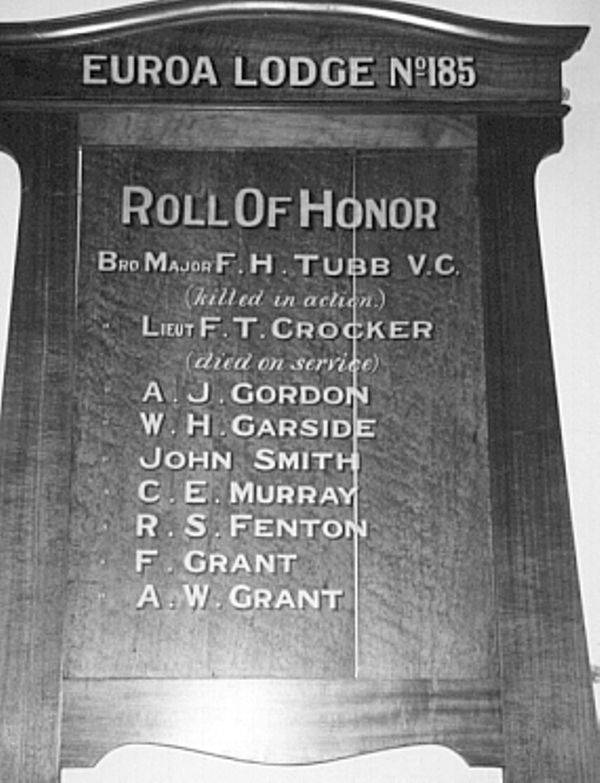 EUROA LODGE Nº185
ROLL OF HONOR
BRO MAJOR F. H. TUBB V.C.
(killed in action.)
" LIEUT F. T. CROCKER
(died on service)
" A. J. GORDON
" W. H. GARSIDE
" JOHN SMITH
" C. E. MURRAY
" R. S. FENTON
" F. GRANT
" A. W. GRANT